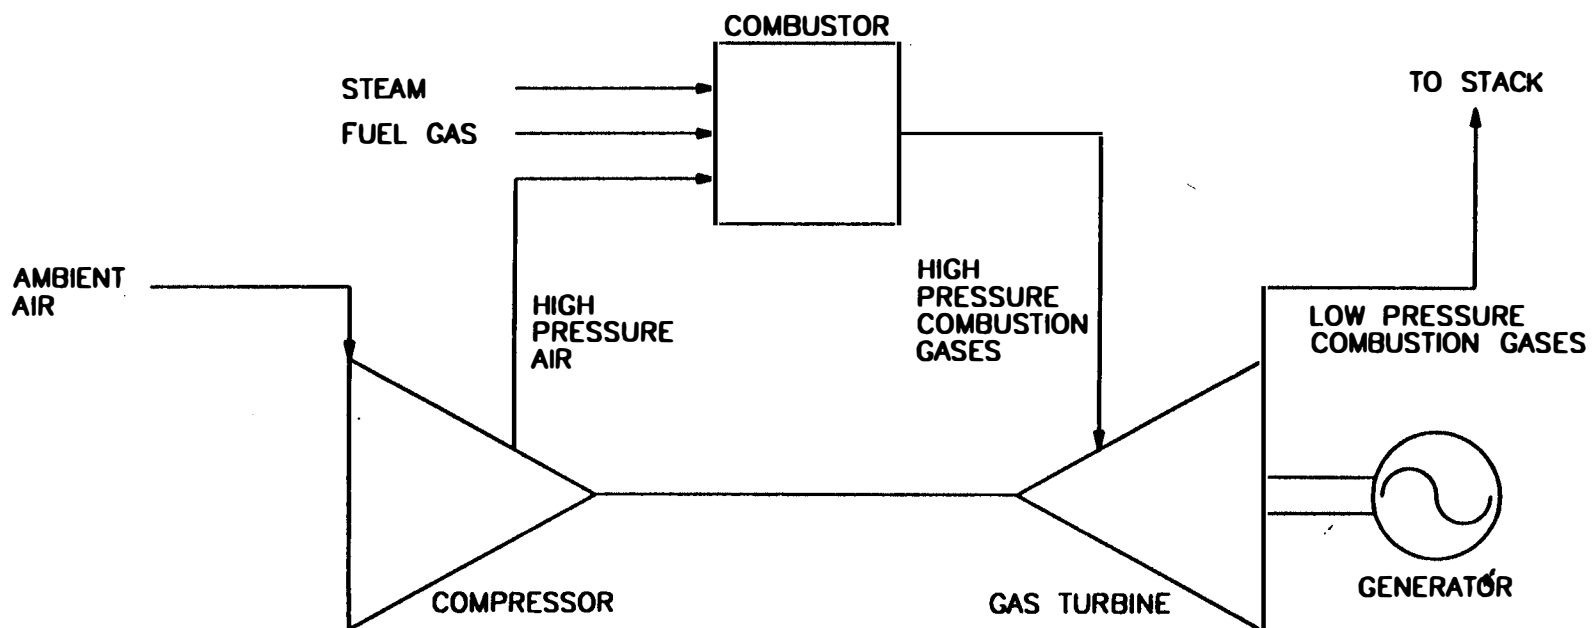 COMBUSTOR
STEAM
FUEL GAS
TO STACK
AMBIENT
AIR
HIGH
PRESSURE
AIR
HIGH
PRESSURE
COMBUSTION
GASES
LOW PRESSURE
COMBUSTION GASES
COMPRESSOR
GAS TURBINE
GENERATOR